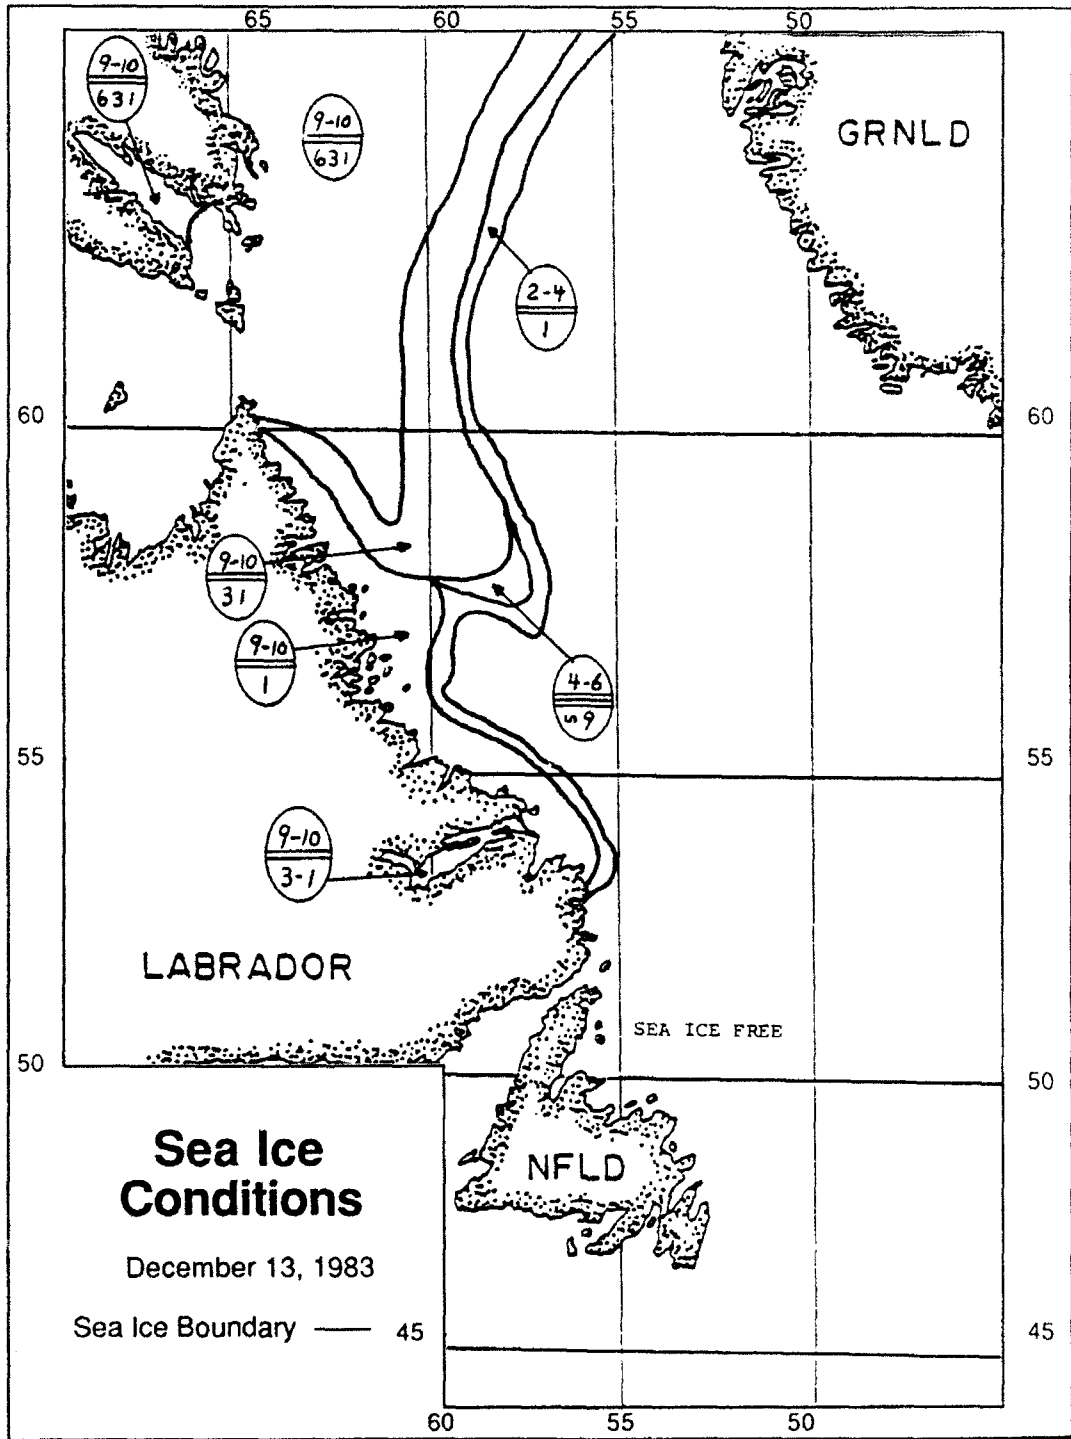 65 60 55 50
9-10
631
9-10
631
GRNLD
2-4
1
60 60
9-10
31
9-10
1
4-6
S 9
55 55
9-10
3-1
LABRADOR
SEA ICE FREE
50 50
NFLD
Sea Ice
Conditions
December 13, 1983
Sea Ice Boundary — 45 45
60 55 50